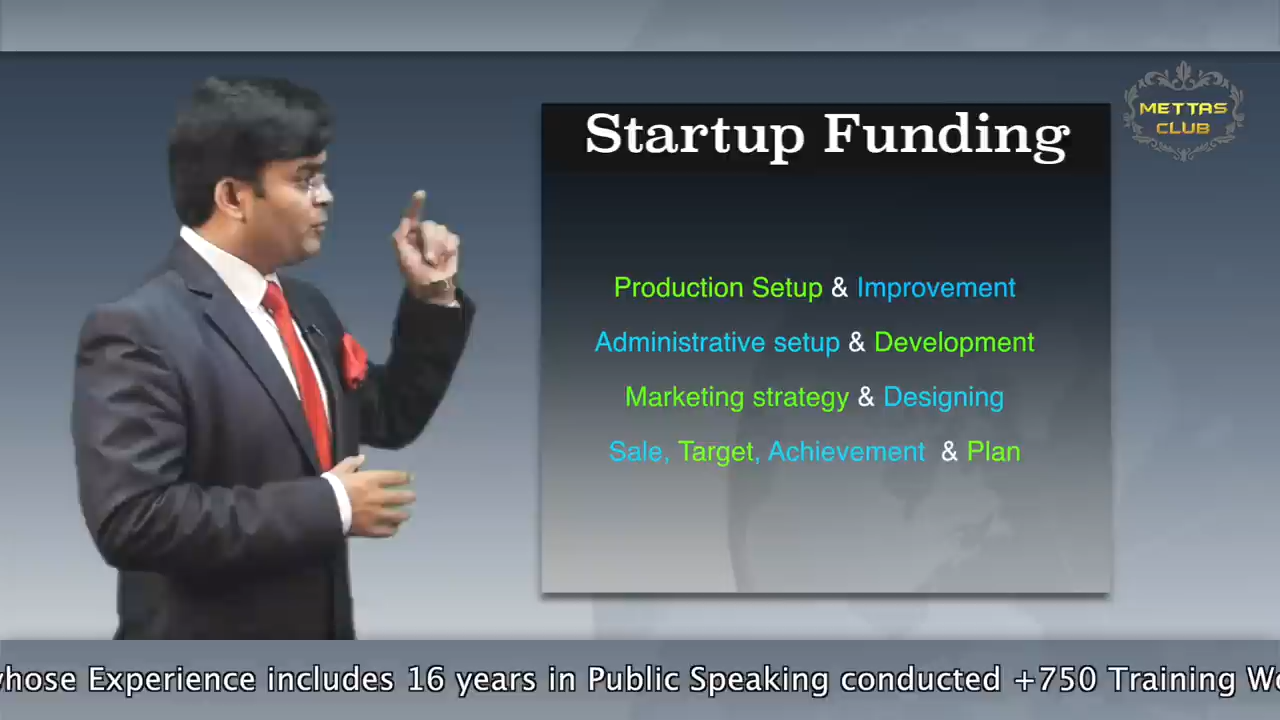 METTAS
CLUB
Startup Funding
Production Setup & Improvement
Administrative setup & Development
Marketing strategy & Designing
Sale, Target, Achievement & Plan
whose Experience includes 16 years in Public Speaking conducted +750 Training